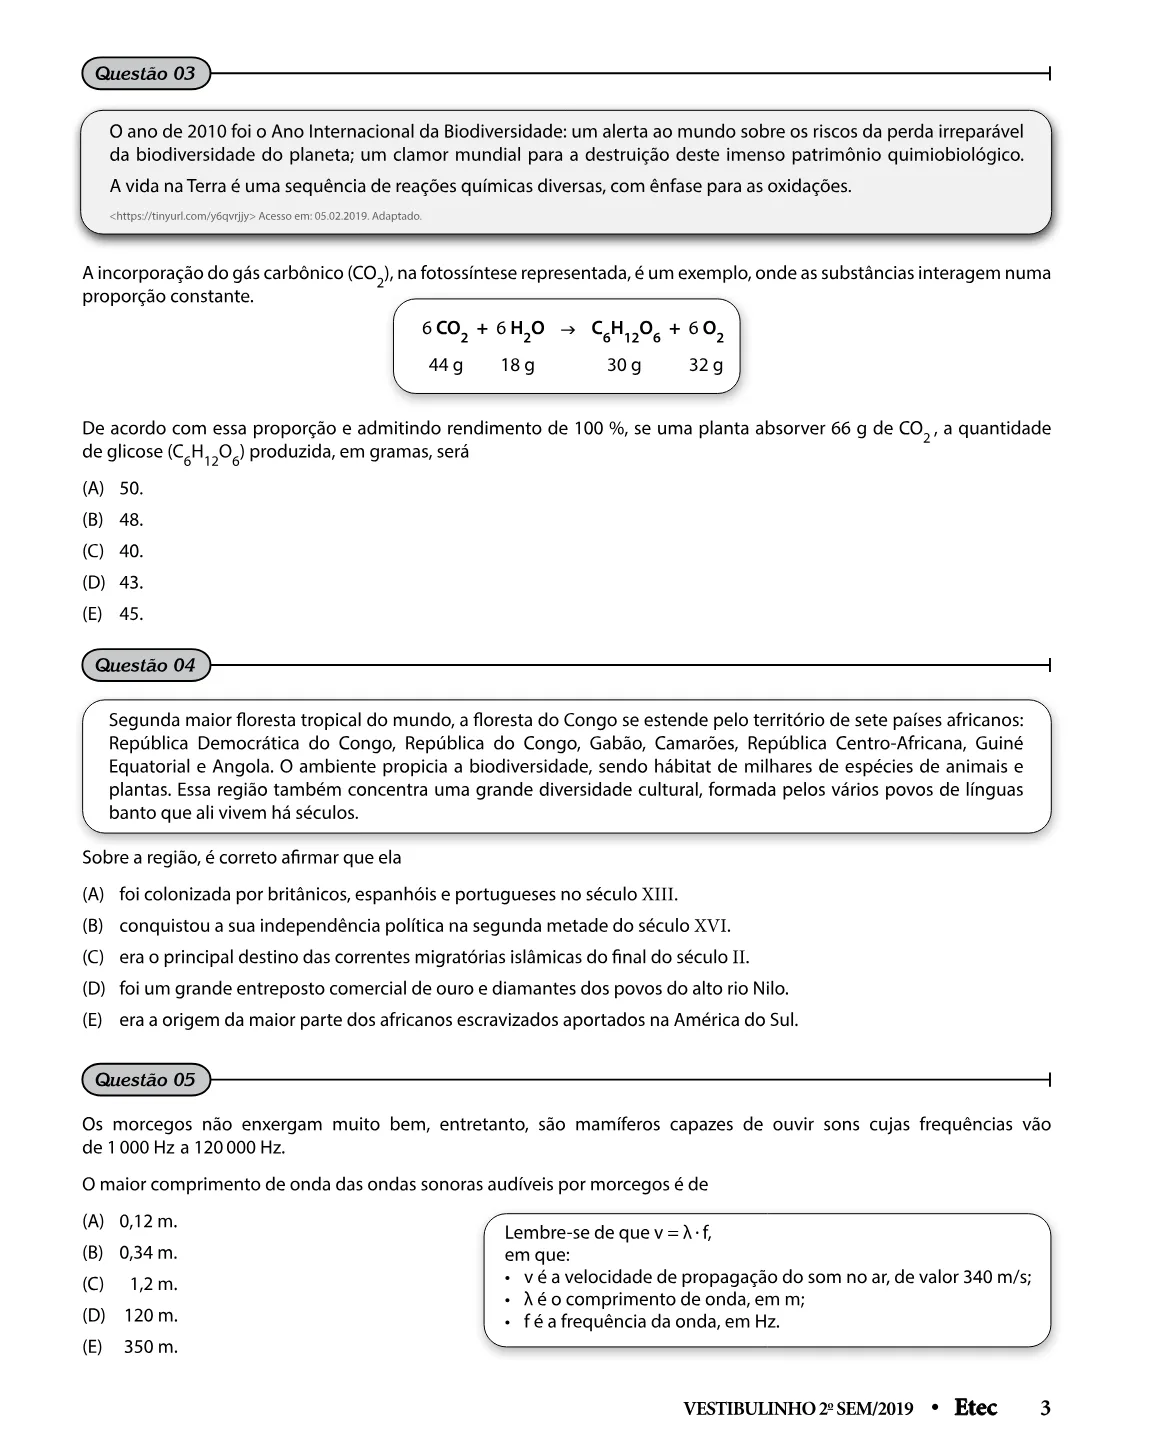 Questão 03
O ano de 2010 foi o Ano Internacional da Biodiversidade: um alerta ao mundo sobre os riscos da perda irreparável
da biodiversidade do planeta; um clamor mundial para a destruição deste imenso patrimônio quimiobiológico.
A vida na Terra é uma sequência de reações químicas diversas, com ênfase para as oxidações.
<https://tinyurl.com/y6qvrjjy> Acesso em: 05.02.2019. Adaptado.
A incorporação do gás carbônico (CO2), na fotossíntese representada, é um exemplo, onde as substâncias interagem numa
proporção constante.
6 CO2 + 6 H2O → C6H12O6 + 6 O2
44 g 18 g 30 g 32 g
De acordo com essa proporção e admitindo rendimento de 100 %, se uma planta absorver 66 g de CO2 , a quantidade
de glicose (C6H12O6) produzida, em gramas, será
(A) 50.
(B) 48.
(C) 40.
(D) 43.
(E) 45.
Questão 04
Segunda maior floresta tropical do mundo, a floresta do Congo se estende pelo território de sete países africanos:
República Democrática do Congo, República do Congo, Gabão, Camarões, República Centro-Africana, Guiné
Equatorial e Angola. O ambiente propicia a biodiversidade, sendo hábitat de milhares de espécies de animais e
plantas. Essa região também concentra uma grande diversidade cultural, formada pelos vários povos de línguas
banto que ali vivem há séculos.
Sobre a região, é correto afirmar que ela
(A) foi colonizada por britânicos, espanhóis e portugueses no século XIII.
(B) conquistou a sua independência política na segunda metade do século XVI.
(C) era o principal destino das correntes migratórias islâmicas do final do século II.
(D) foi um grande entreposto comercial de ouro e diamantes dos povos do alto rio Nilo.
(E) era a origem da maior parte dos africanos escravizados aportados na América do Sul.
Questão 05
Os morcegos não enxergam muito bem, entretanto, são mamíferos capazes de ouvir sons cujas frequências vão
de 1 000 Hz a 120 000 Hz.
O maior comprimento de onda das ondas sonoras audíveis por morcegos é de
(A) 0,12 m.
(B) 0,34 m.
(C) 1,2 m.
(D) 120 m.
(E) 350 m.
Lembre-se de que v = λ · f,
em que:
• v é a velocidade de propagação do som no ar, de valor 340 m/s;
• λ é o comprimento de onda, em m;
• f é a frequência da onda, em Hz.
VESTIBULINHO 2º SEM/2019 • Etec 3